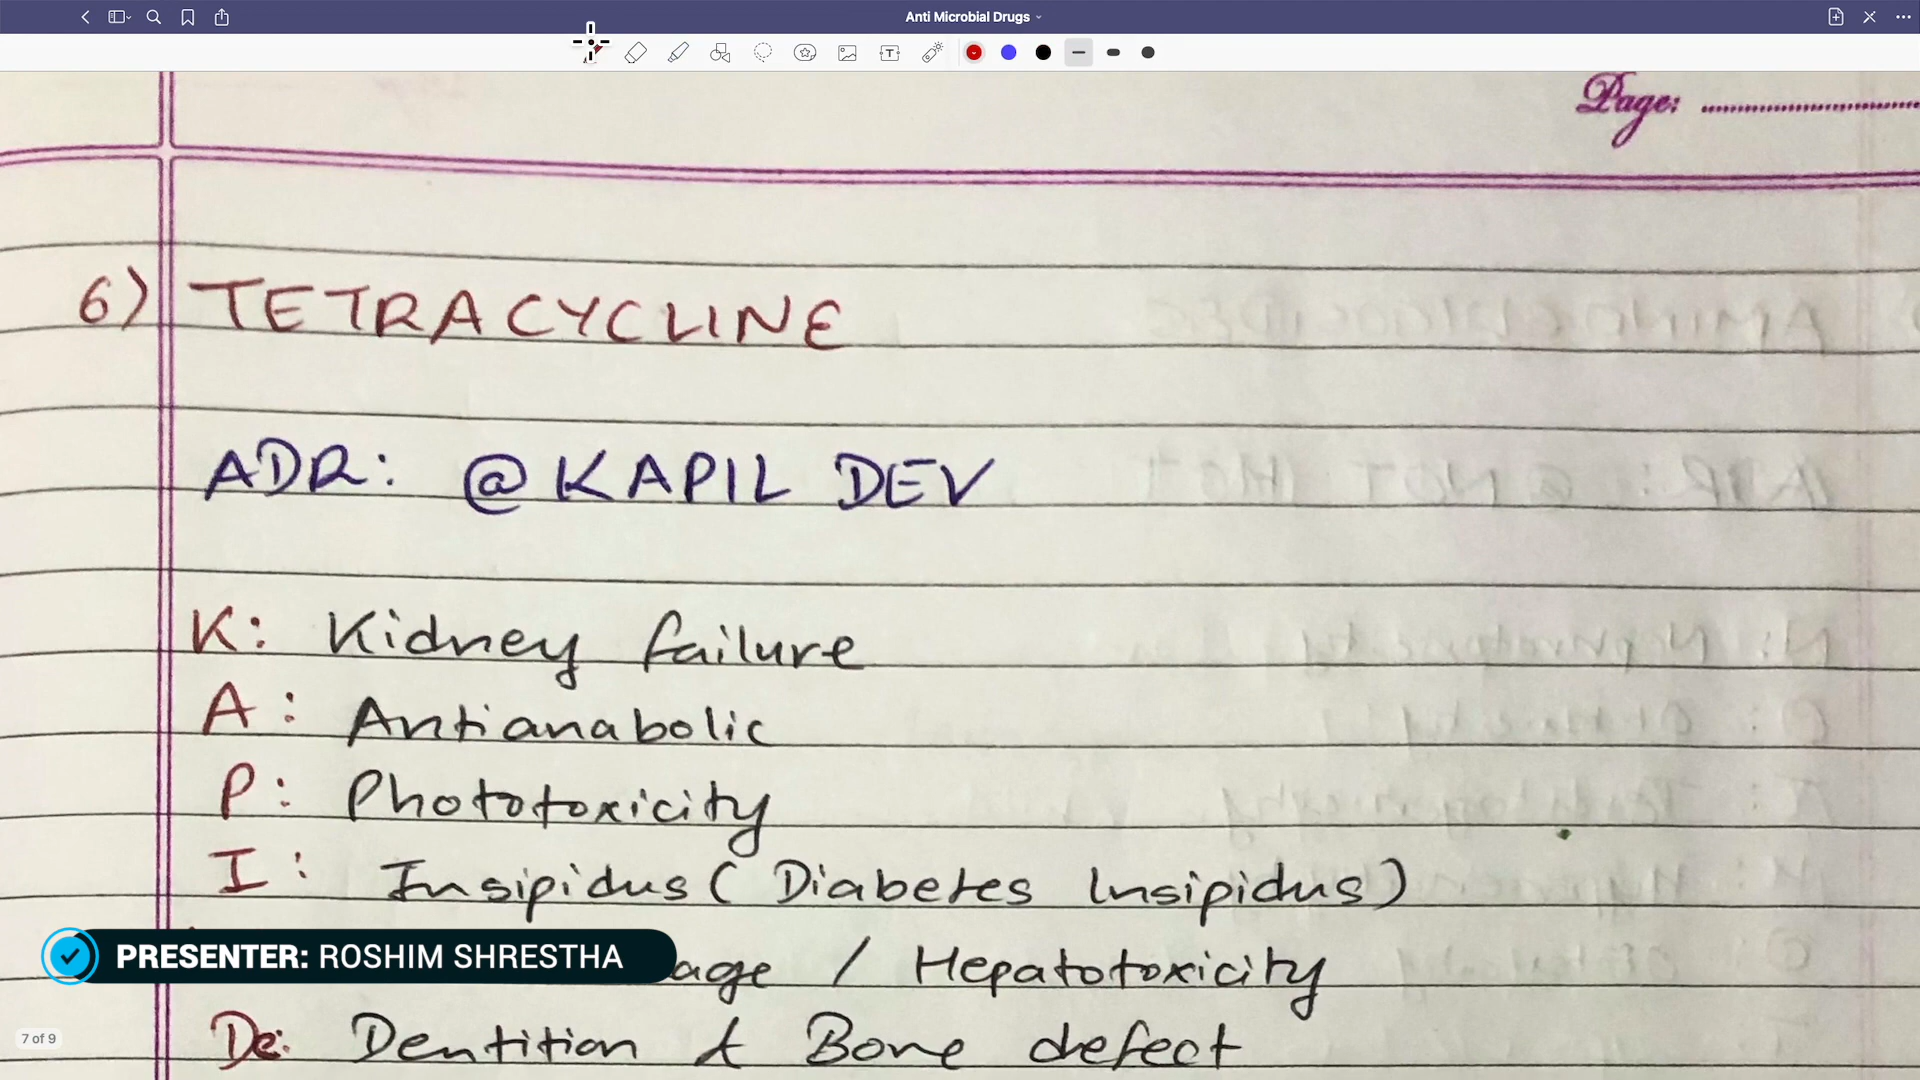 Anti Microbial Drugs
Page:
6) TETRACYCLINE
ADR: @ KAPIL DEV
K: Kidney failure
A: Antianabolic
P: Phototoxicity
I: Insipidus (Diabetes Insipidus)
PRESENTER: ROSHIM SHRESTHA
age / Hepatotoxicity
7 of 9
De: Dentition & Bone defect